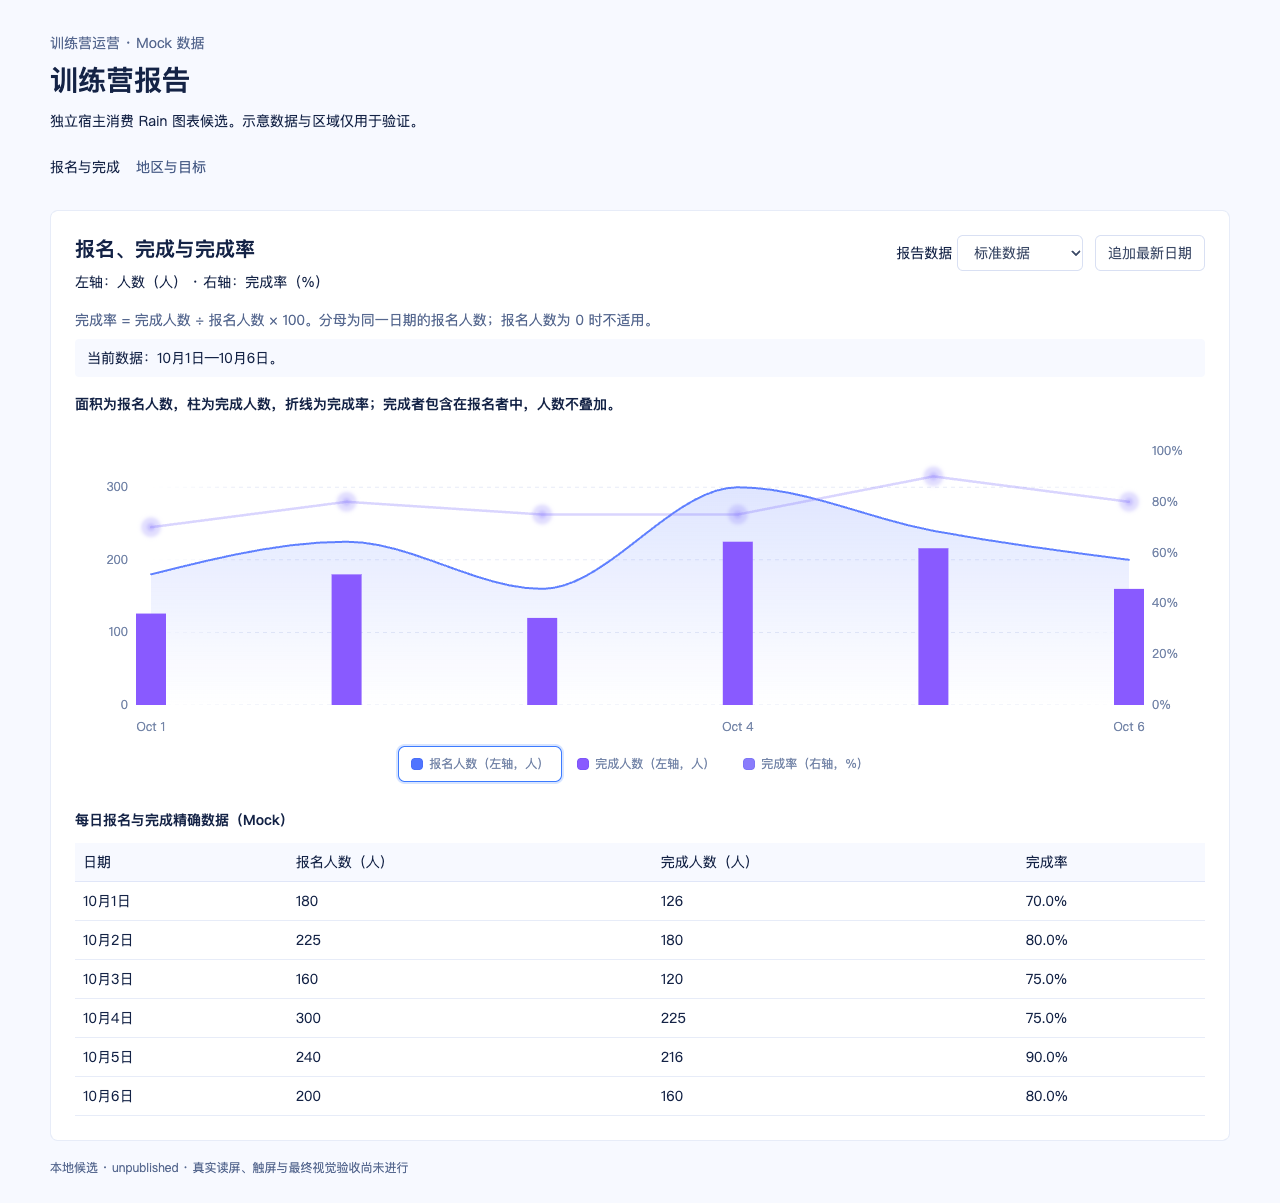 训练营运营 · Mock 数据
训练营报告
独立宿主消费 Rain 图表候选。示意数据与区域仅用于验证。
报名与完成 地区与目标
报名、完成与完成率
报告数据 标准数据 追加最新日期
左轴：人数（人） · 右轴：完成率（%）
完成率 = 完成人数 ÷ 报名人数 × 100。分母为同一日期的报名人数；报名人数为 0 时不适用。
当前数据：10月1日—10月6日。
面积为报名人数，柱为完成人数，折线为完成率；完成者包含在报名者中，人数不叠加。
100%
300
80%
200
60%
40%
100
20%
0
0%
Oct 1 Oct 4 Oct 6
报名人数（左轴，人） 完成人数（左轴，人） 完成率（右轴，%）
每日报名与完成精确数据（Mock）
日期 报名人数（人） 完成人数（人） 完成率
10月1日 180 126 70.0%
10月2日 225 180 80.0%
10月3日 160 120 75.0%
10月4日 300 225 75.0%
10月5日 240 216 90.0%
10月6日 200 160 80.0%
本地候选 · unpublished · 真实读屏、触屏与最终视觉验收尚未进行